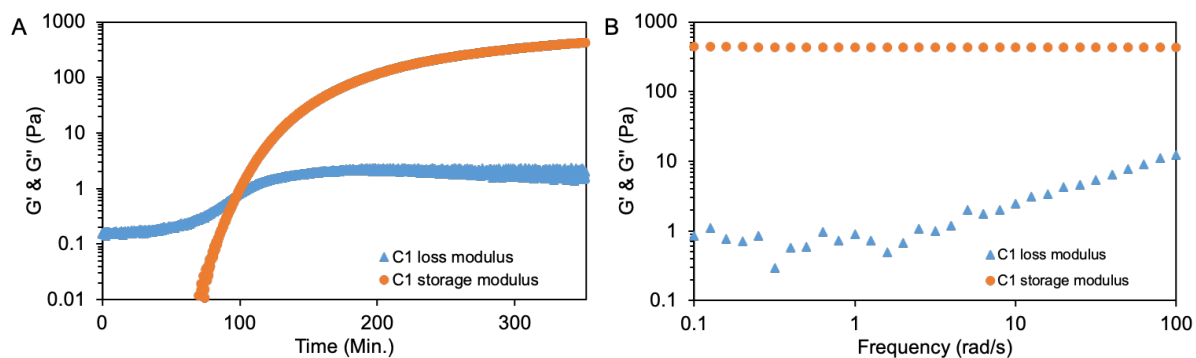 A
G' & G" (Pa)
1000
100
10
1
0.1
0.01
0
100
200
300
Time (Min.)
C1 loss modulus
C1 storage modulus
B
G' & G" (Pa)
1000
100
10
1
0.1
0.1
1
10
100
Frequency (rad/s)
C1 loss modulus
C1 storage modulus